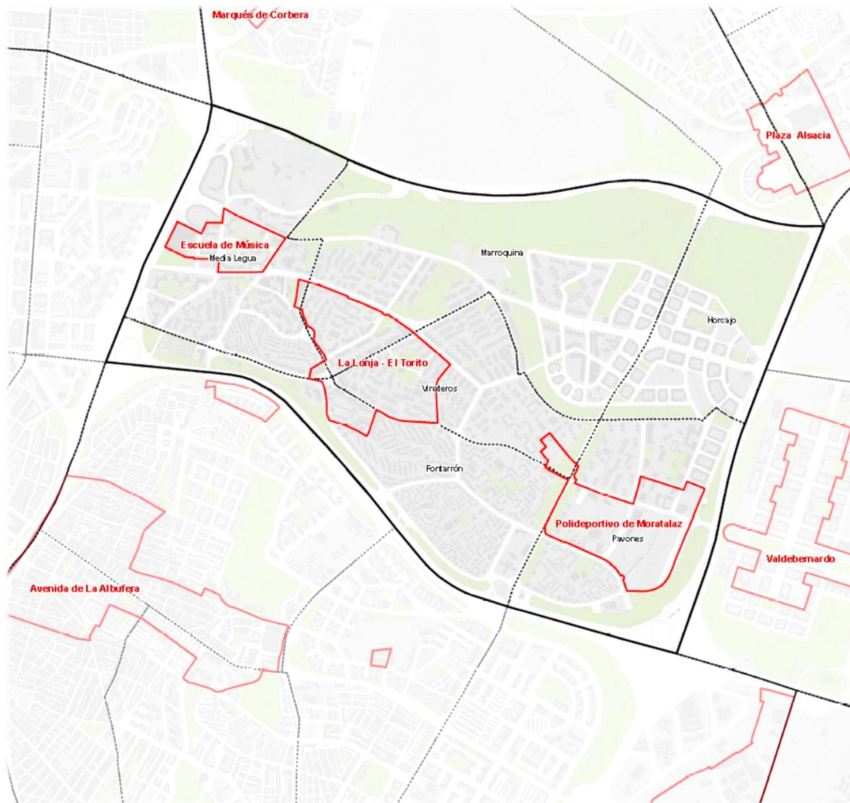 Marqués de Corbera
Plaza Alsacia
Escuela de Música
Media Legua
Marroquina
Horcajo
La Lonja - El Torito
Vinateros
Fontarrón
Polideportivo de Moratalaz
Pavones
Valdebernardo
Avenida de La Albufera